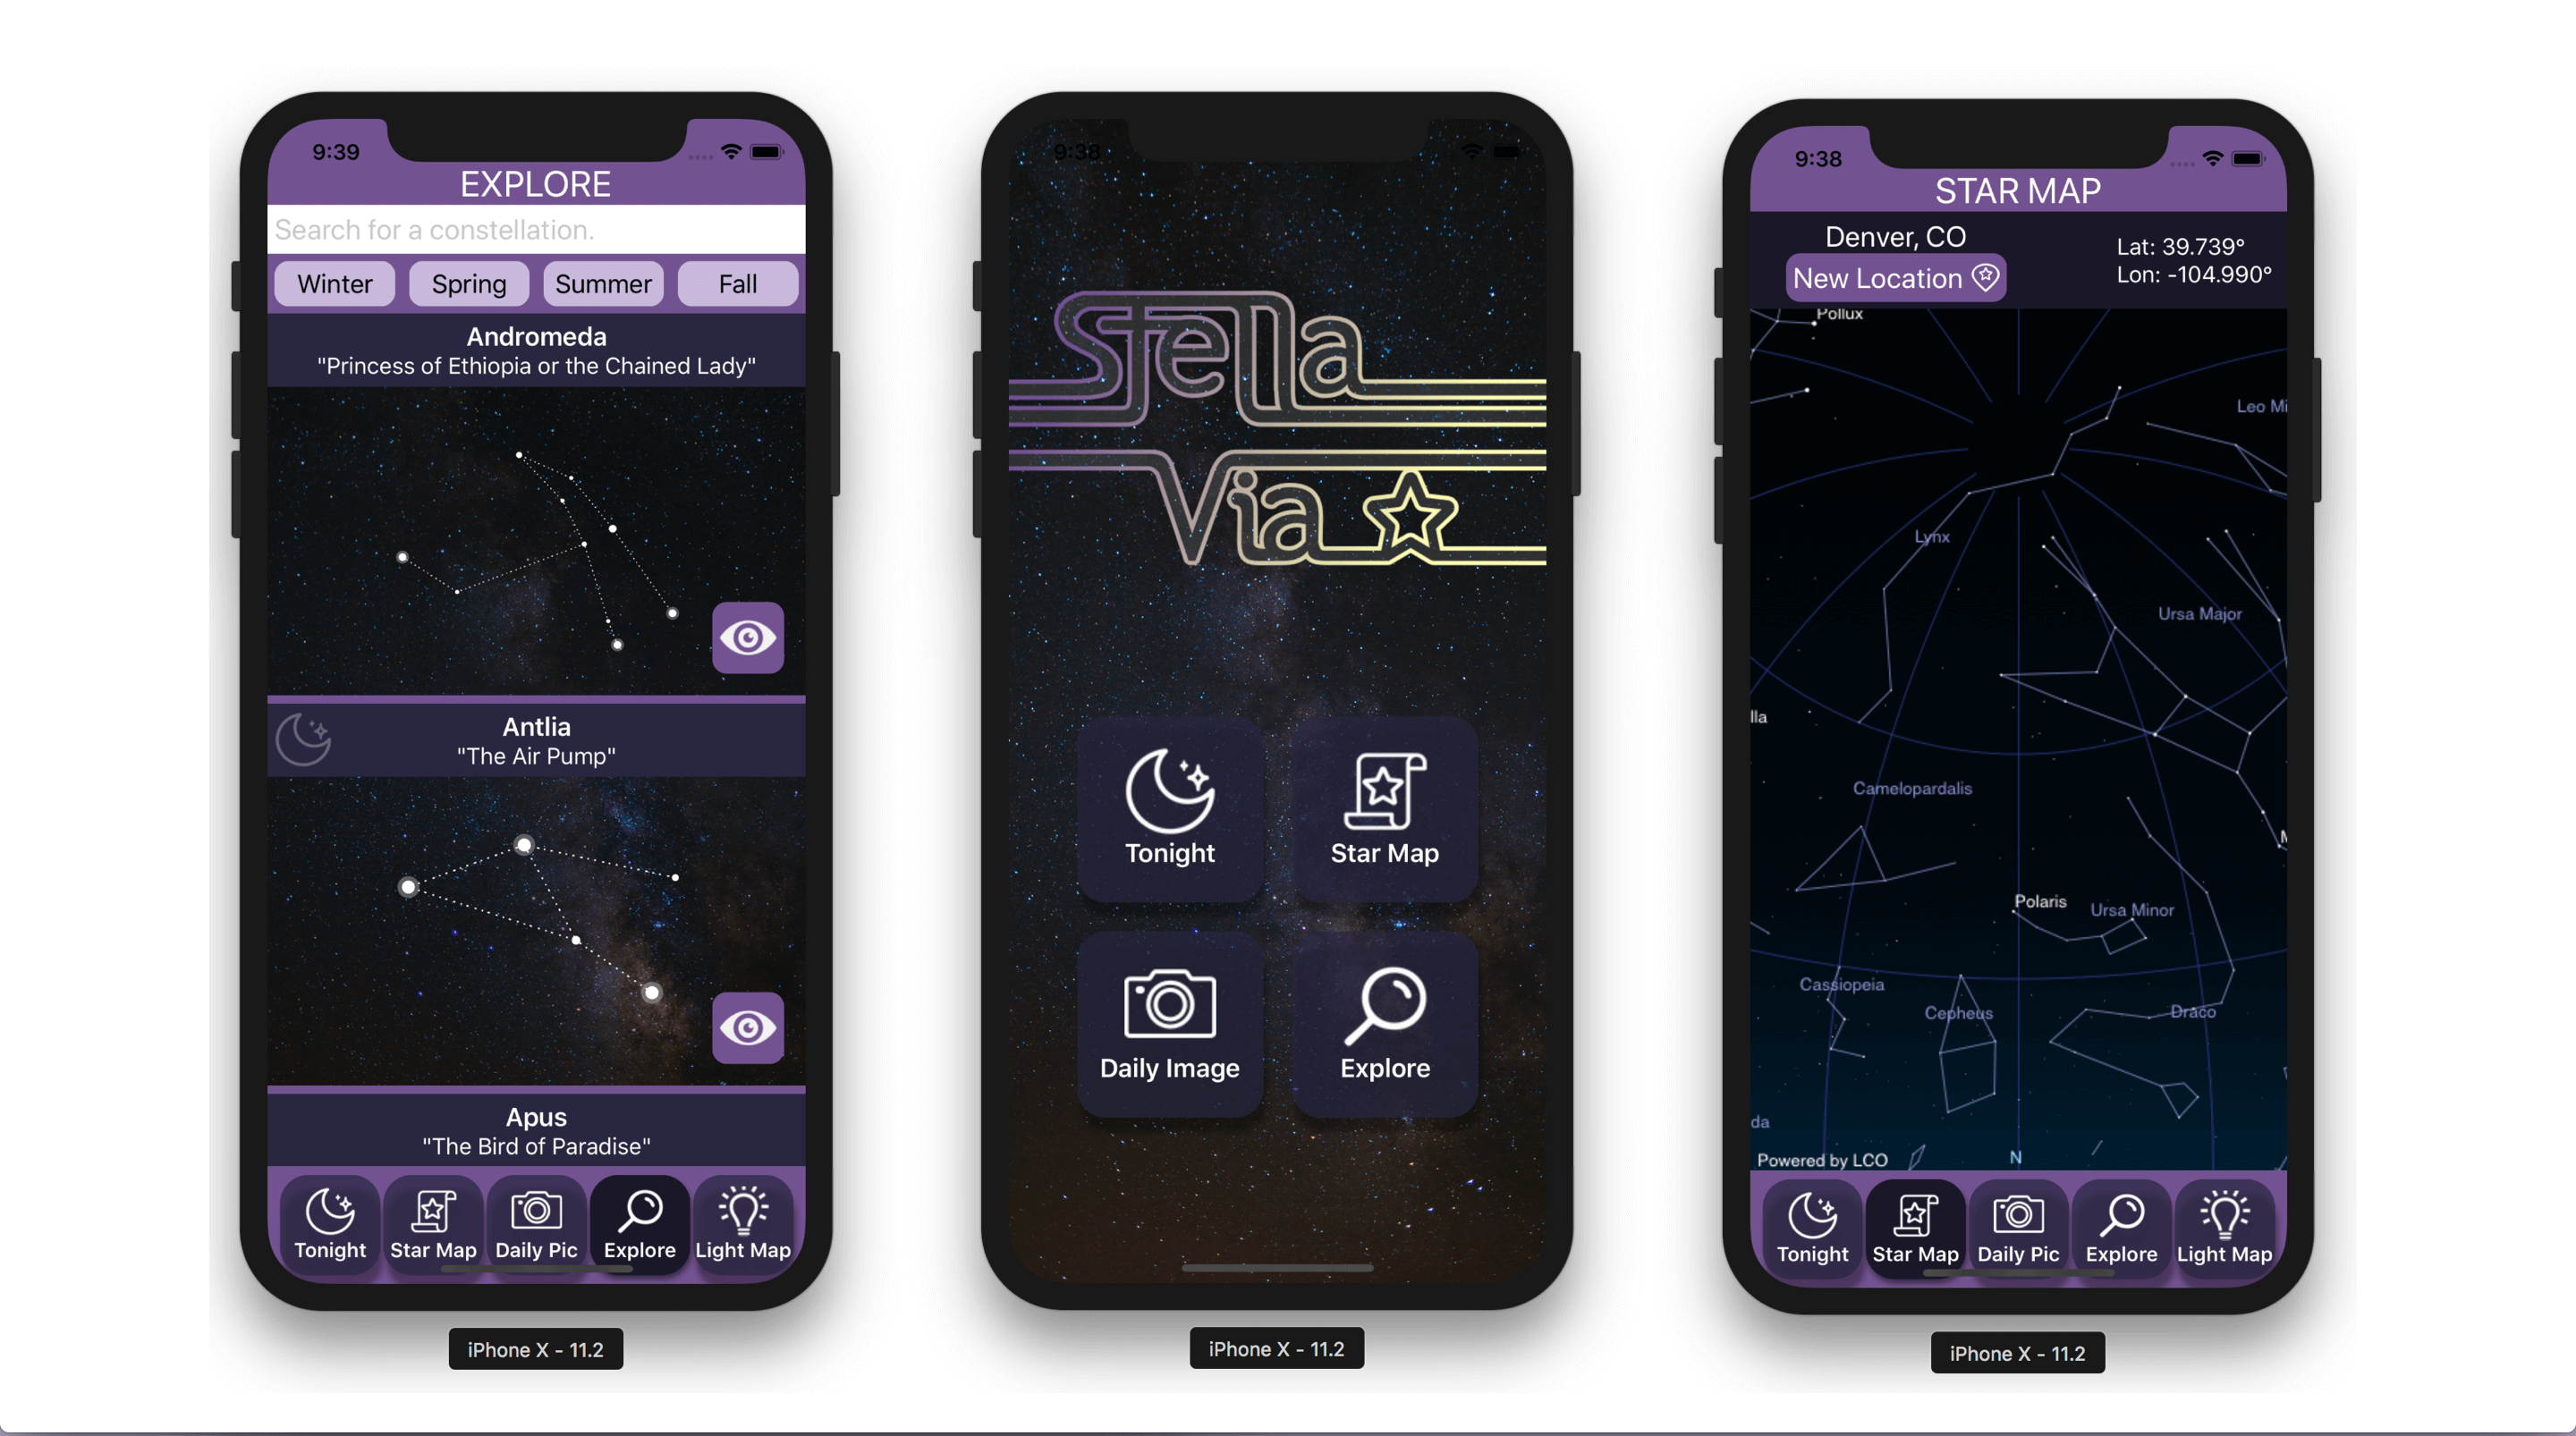 9:39
EXPLORE
Search for a constellation.
Winter Spring Summer Fall
Andromeda
"Princess of Ethiopia or the Chained Lady"
Antlia
"The Air Pump"
Apus
"The Bird of Paradise"
Tonight Star Map Daily Pic Explore Light Map
iPhone X - 11.2
9:38
Stella
Via
Tonight Star Map
Daily Image Explore
iPhone X - 11.2
9:38
STAR MAP
Denver, CO
New Location
Lat: 39.739°
Lon: -104.990°
Pollux
Leo Mi
Lynx
Ursa Major
lla
Camelopardalis
M
Polaris
Ursa Minor
Cassiopeia
Cepheus
Draco
da
Powered by LCO
N
Tonight Star Map Daily Pic Explore Light Map
iPhone X - 11.2